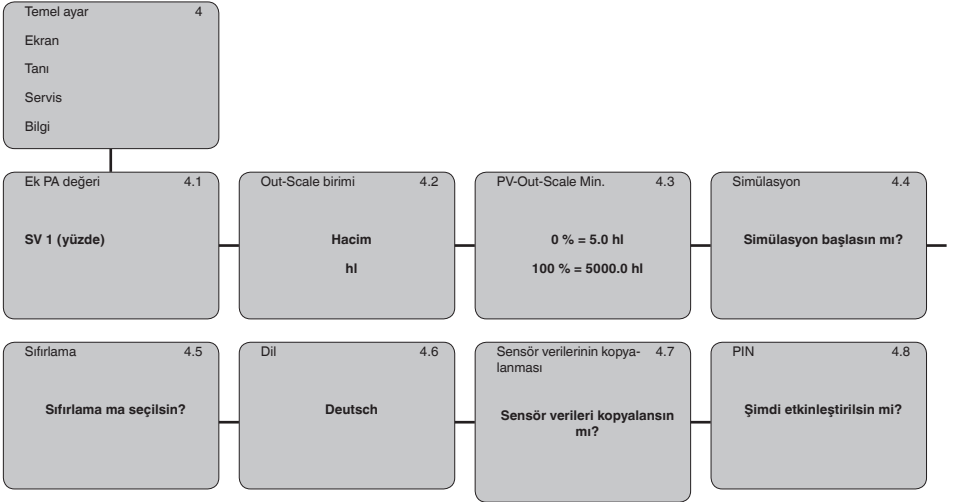 Temel ayar 4
Ekran
Tanı
Servis
Bilgi
Ek PA değeri 4.1
SV 1 (yüzde)
Out-Scale birimi 4.2
Hacim
hl
PV-Out-Scale Min. 4.3
0 % = 5.0 hl
100 % = 5000.0 hl
Simülasyon 4.4
Simülasyon başlasın mı?
Sıfırlama 4.5
Sıfırlama ma seçilsin?
Dil 4.6
Deutsch
Sensör verilerinin kopya- 4.7
lanması
Sensör verileri kopyalansın
mı?
PIN 4.8
Şimdi etkinleştirilsin mi?